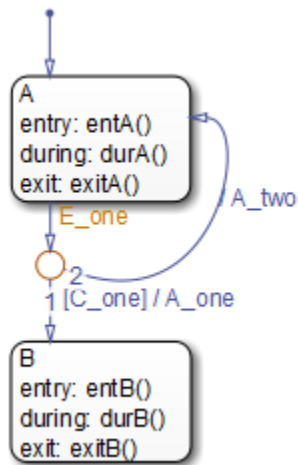 A
entry: entA()
during: durA()
exit: exitA()
E_one
/ A_two
2
1 [C_one] / A_one
B
entry: entB()
during: durB()
exit: exitB()